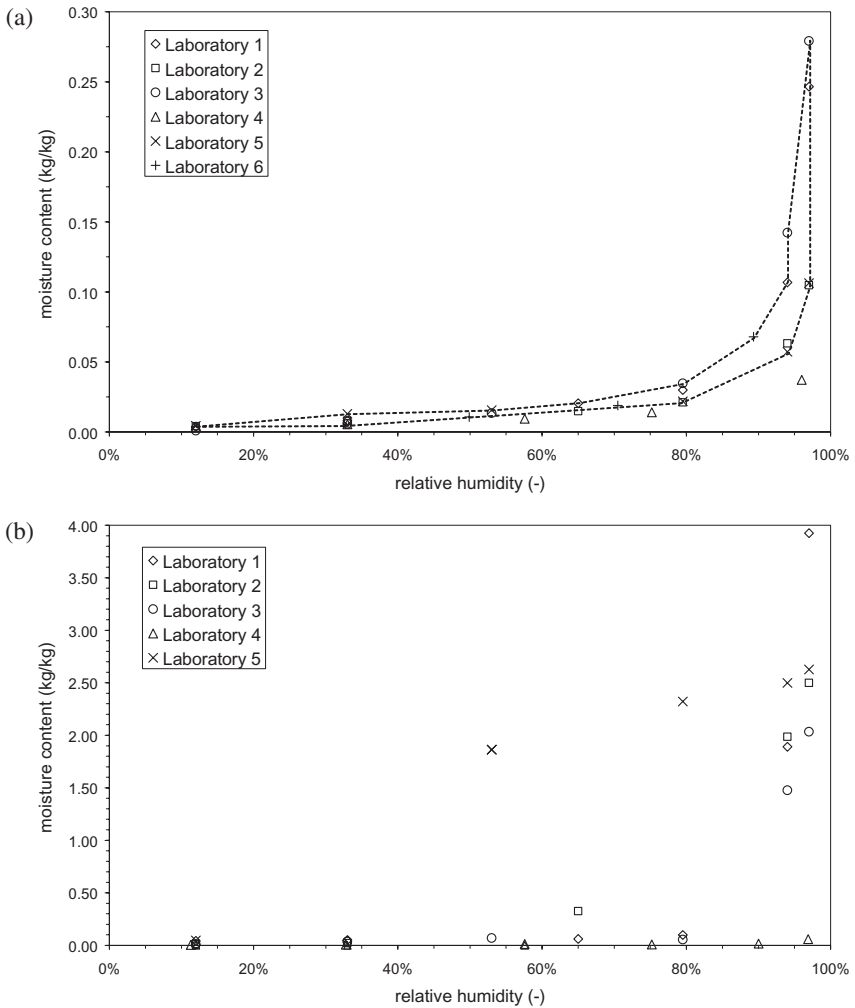 (a)
0.30
0.25
0.20
0.15
0.10
0.05
0.00
moisture content (kg/kg)
Laboratory 1
Laboratory 2
Laboratory 3
Laboratory 4
Laboratory 5
Laboratory 6
0% 20% 40% 60% 80% 100%
relative humidity (-)
(b)
4.00
3.50
3.00
2.50
2.00
1.50
1.00
0.50
0.00
moisture content (kg/kg)
Laboratory 1
Laboratory 2
Laboratory 3
Laboratory 4
Laboratory 5
0% 20% 40% 60% 80% 100%
relative humidity (-)